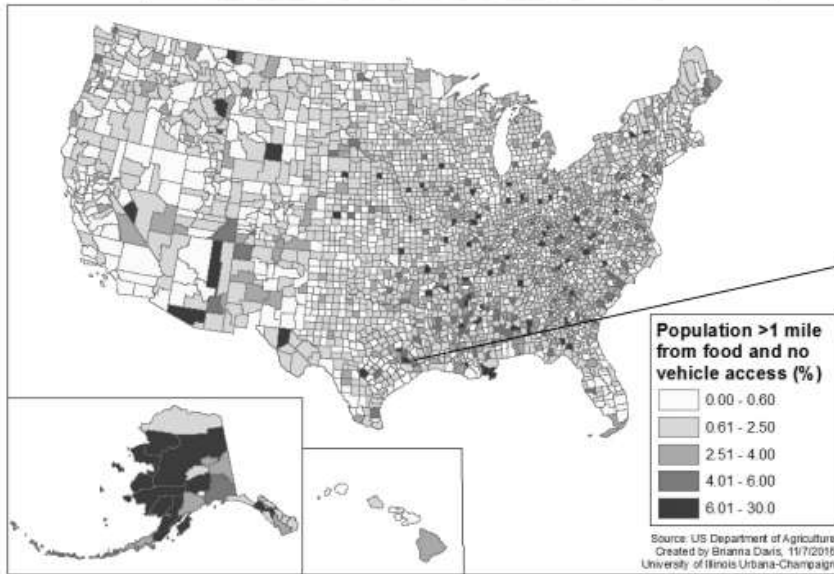 Population >1 mile
from food and no
vehicle access (%)
0.00 - 0.60
0.61 - 2.50
2.51 - 4.00
4.01 - 6.00
6.01 - 30.0
Source: US Department of Agriculture
Created by Brianna Davis, 11/7/2016
University of Illinois Urbana-Champaign